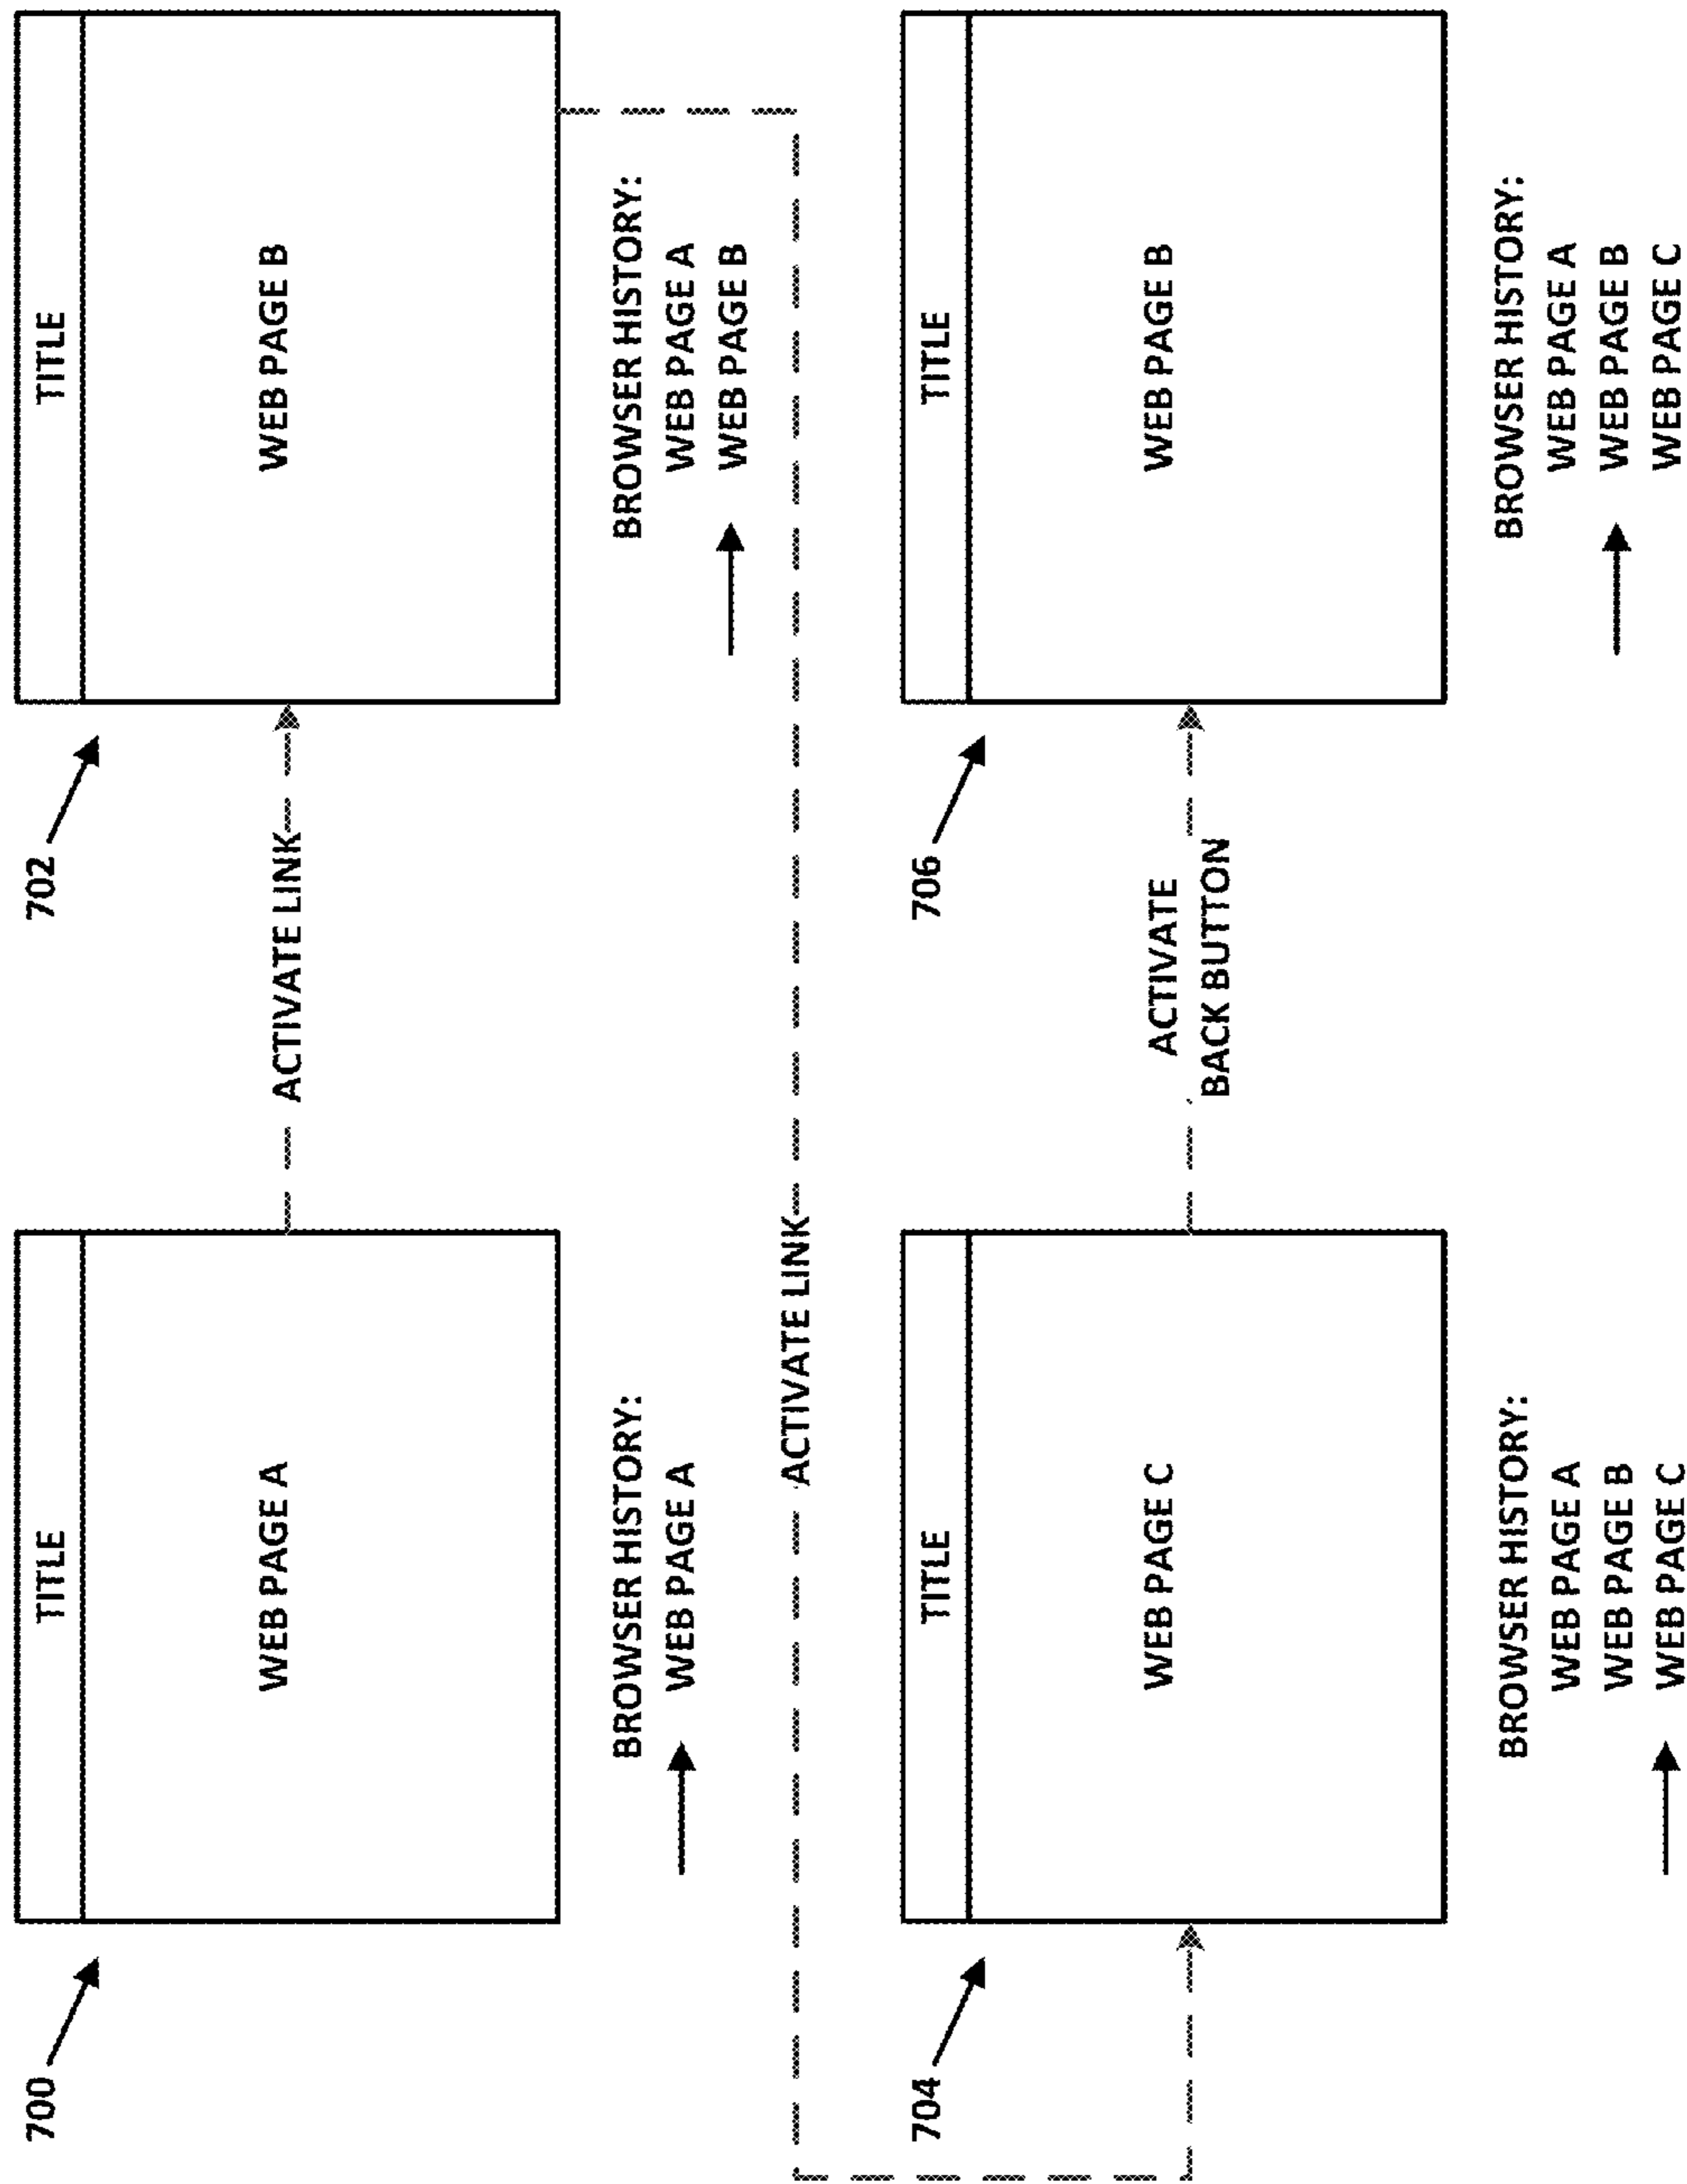 700
TITLE
WEB PAGE A
BROWSER HISTORY:
WEB PAGE A
ACTIVATE LINK
702
TITLE
WEB PAGE B
BROWSER HISTORY:
WEB PAGE A
WEB PAGE B
ACTIVATE LINK
704
TITLE
WEB PAGE C
BROWSER HISTORY:
WEB PAGE A
WEB PAGE B
WEB PAGE C
ACTIVATE
BACK BUTTON
706
TITLE
WEB PAGE B
BROWSER HISTORY:
WEB PAGE A
WEB PAGE B
WEB PAGE C